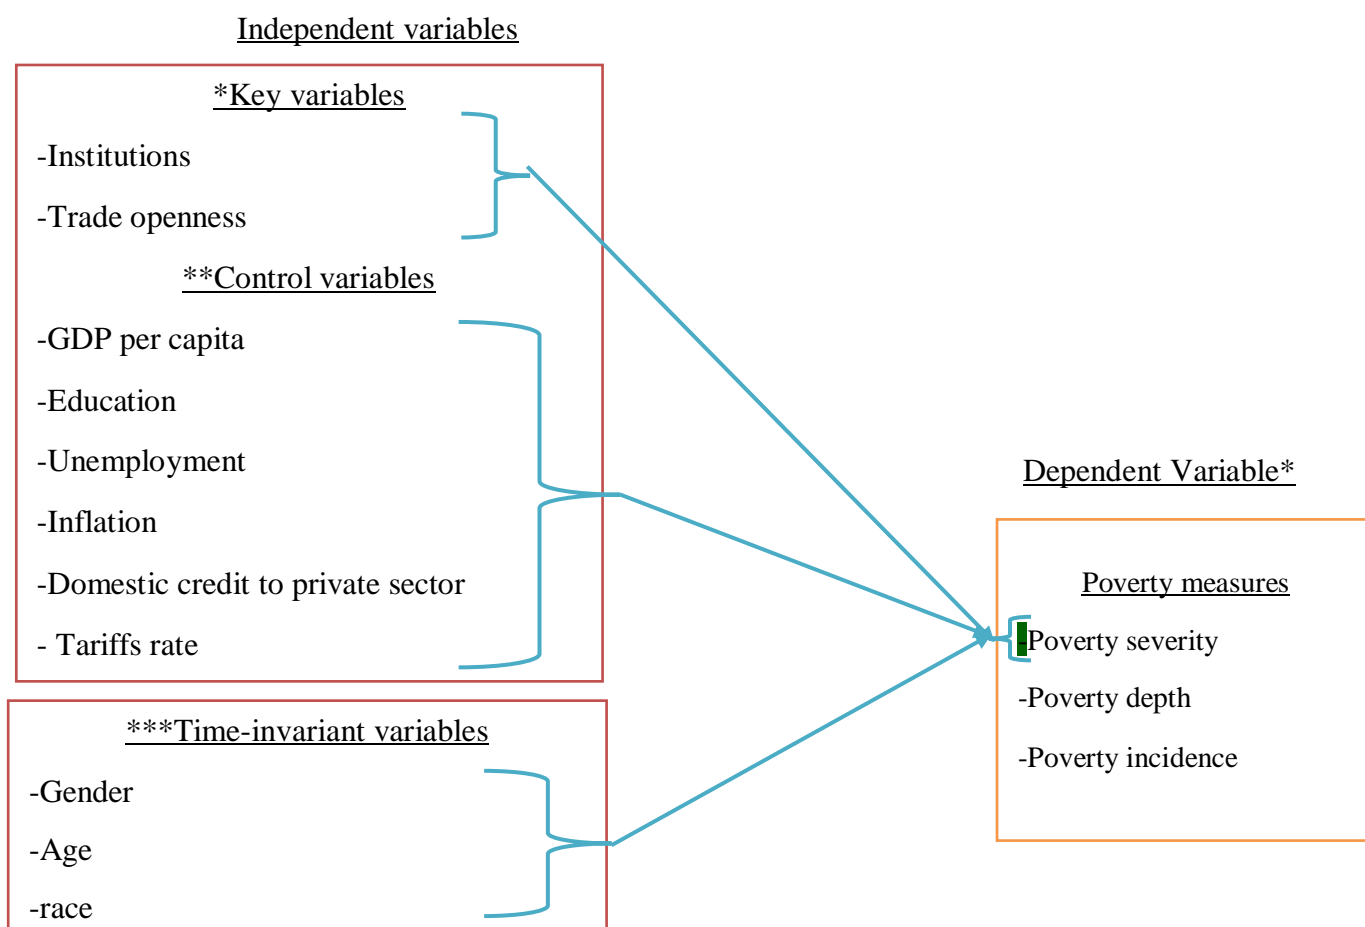 Independent variables
*Key variables
-Institutions
-Trade openness
**Control variables
-GDP per capita
-Education
-Unemployment
-Inflation
-Domestic credit to private sector
- Tariffs rate
***Time-invariant variables
-Gender
-Age
-race
Dependent Variable*
Poverty measures
-Poverty severity
-Poverty depth
-Poverty incidence